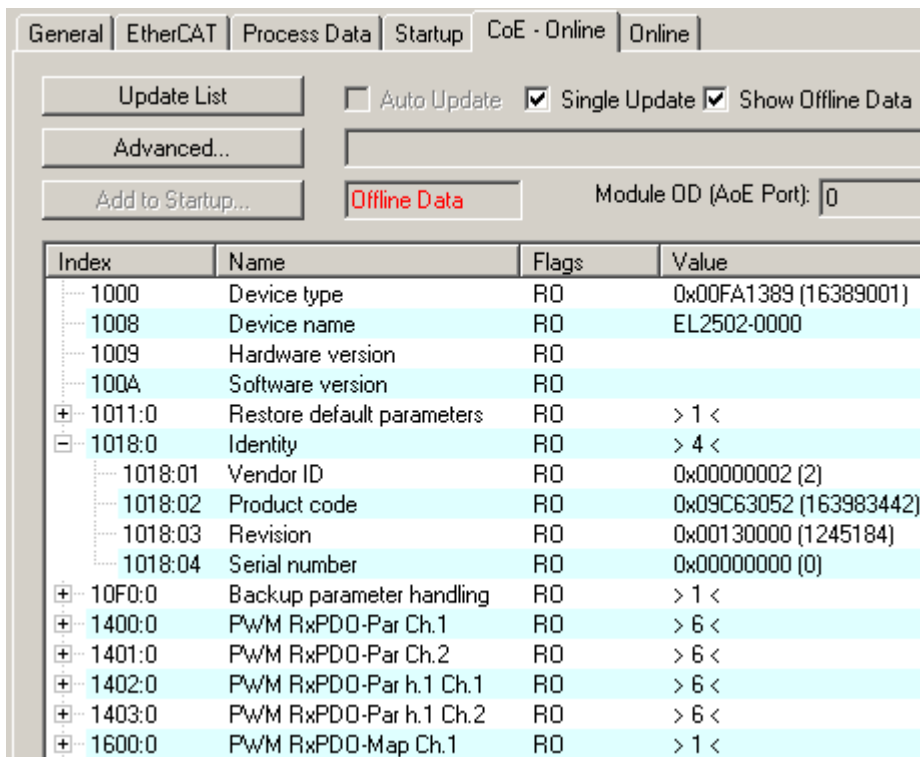 General EtherCAT Process Data Startup CoE - Online Online
Update List Auto Update Single Update Show Offline Data
Advanced...
Add to Startup... Offline Data Module OD (AoE Port): 0
Index Name Flags Value
1000 Device type RO 0x00FA1389 (16389001)
1008 Device name RO EL2502-0000
1009 Hardware version RO
100A Software version RO
1011:0 Restore default parameters RO > 1 <
1018:0 Identity RO > 4 <
1018:01 Vendor ID RO 0x00000002 (2)
1018:02 Product code RO 0x09C63052 (163983442)
1018:03 Revision RO 0x00130000 (1245184)
1018:04 Serial number RO 0x00000000 (0)
10F0:0 Backup parameter handling RO > 1 <
1400:0 PWM RxPDO-Par Ch.1 RO > 6 <
1401:0 PWM RxPDO-Par Ch.2 RO > 6 <
1402:0 PWM RxPDO-Par h.1 Ch.1 RO > 6 <
1403:0 PWM RxPDO-Par h.1 Ch.2 RO > 6 <
1600:0 PWM RxPDO-Map Ch.1 RO > 1 <